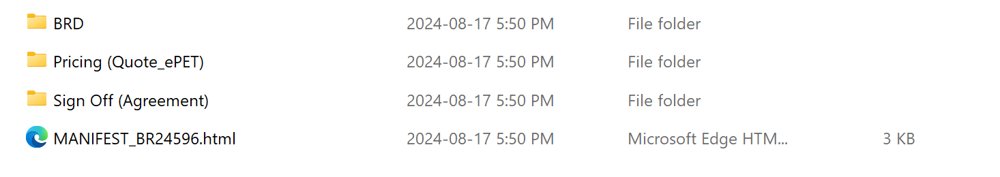 BRD 2024-08-17 5:50 PM File folder
Pricing (Quote_ePET) 2024-08-17 5:50 PM File folder
Sign Off (Agreement) 2024-08-17 5:50 PM File folder
MANIFEST_BR24596.html 2024-08-17 5:50 PM Microsoft Edge HTM... 3 KB